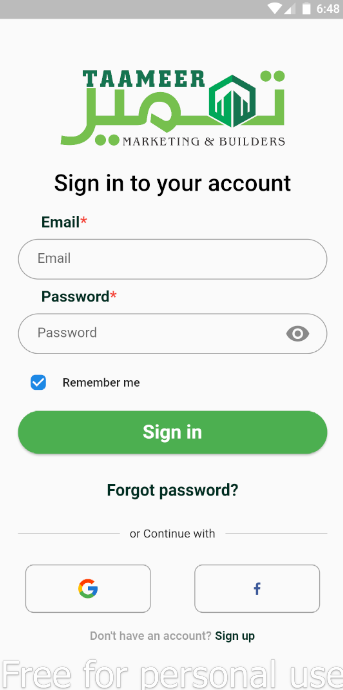 6:48
TAAMEER
تعمیر
MARKETING & BUILDERS
Sign in to your account
Email*
Email
Password*
Password
Remember me
Sign in
Forgot password?
or Continue with
G
f
Don't have an account? Sign up
Free for personal use